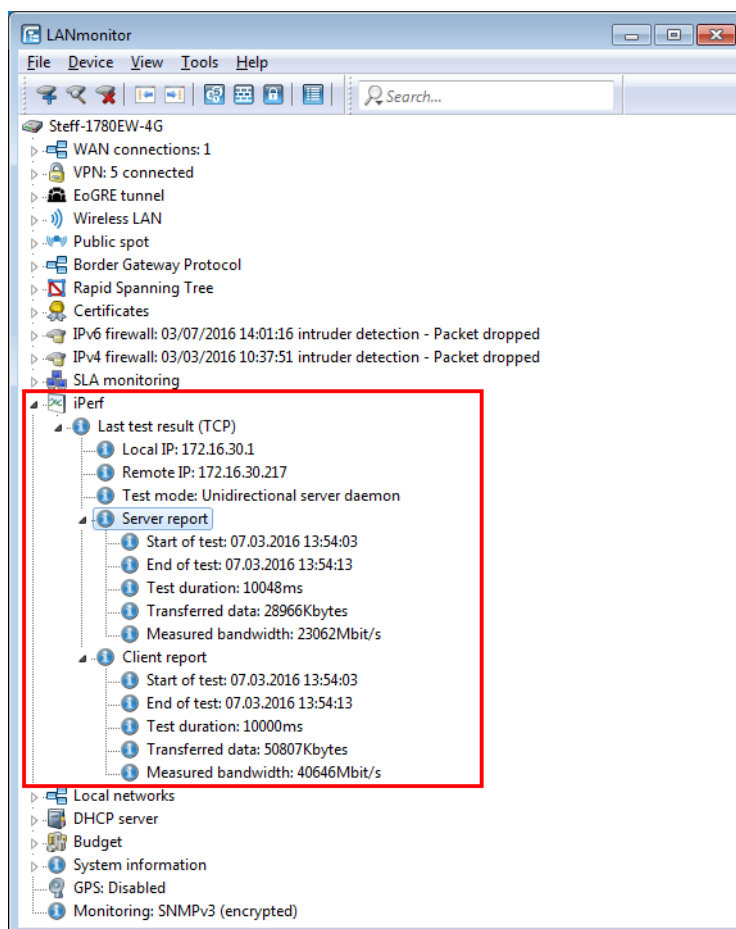 LANmonitor
File Device View Tools Help
Search...
Steff-1780EW-4G
WAN connections: 1
VPN: 5 connected
EoGRE tunnel
Wireless LAN
Public spot
Border Gateway Protocol
Rapid Spanning Tree
Certificates
IPv6 firewall: 03/07/2016 14:01:16 intruder detection - Packet dropped
IPv4 firewall: 03/03/2016 10:37:51 intruder detection - Packet dropped
SLA monitoring
iPerf
Last test result (TCP)
Local IP: 172.16.30.1
Remote IP: 172.16.30.217
Test mode: Unidirectional server daemon
Server report
Start of test: 07.03.2016 13:54:03
End of test: 07.03.2016 13:54:13
Test duration: 10048ms
Transferred data: 28966Kbytes
Measured bandwidth: 23062Mbit/s
Client report
Start of test: 07.03.2016 13:54:03
End of test: 07.03.2016 13:54:13
Test duration: 10000ms
Transferred data: 50807Kbytes
Measured bandwidth: 40646Mbit/s
Local networks
DHCP server
Budget
System information
GPS: Disabled
Monitoring: SNMPv3 (encrypted)